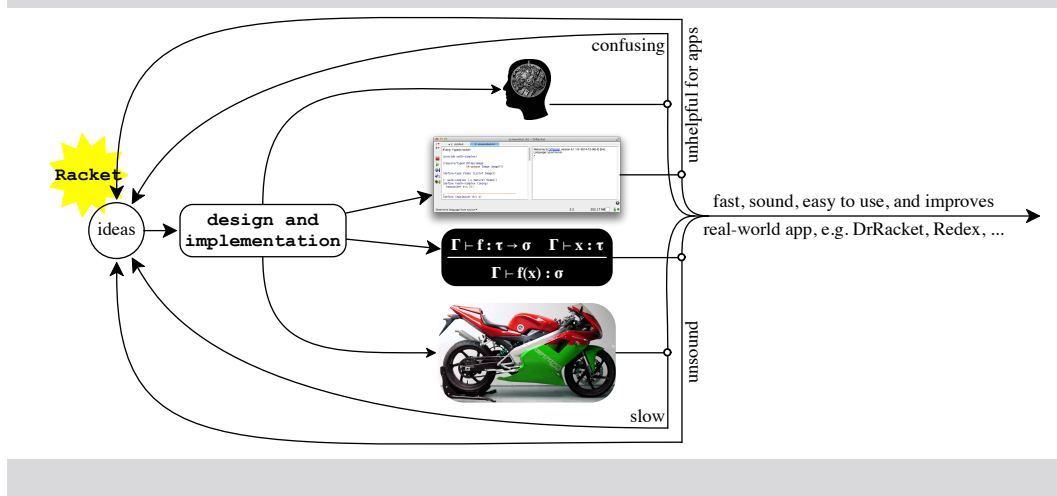 confusing
unhelpful for apps
Racket
ideas
design and
implementation
Γ ⊢ f : τ → σ Γ ⊢ x : τ
Γ ⊢ f(x) : σ
fast, sound, easy to use, and improves
real-world app, e.g. DrRacket, Redex, ...
unsound
slow